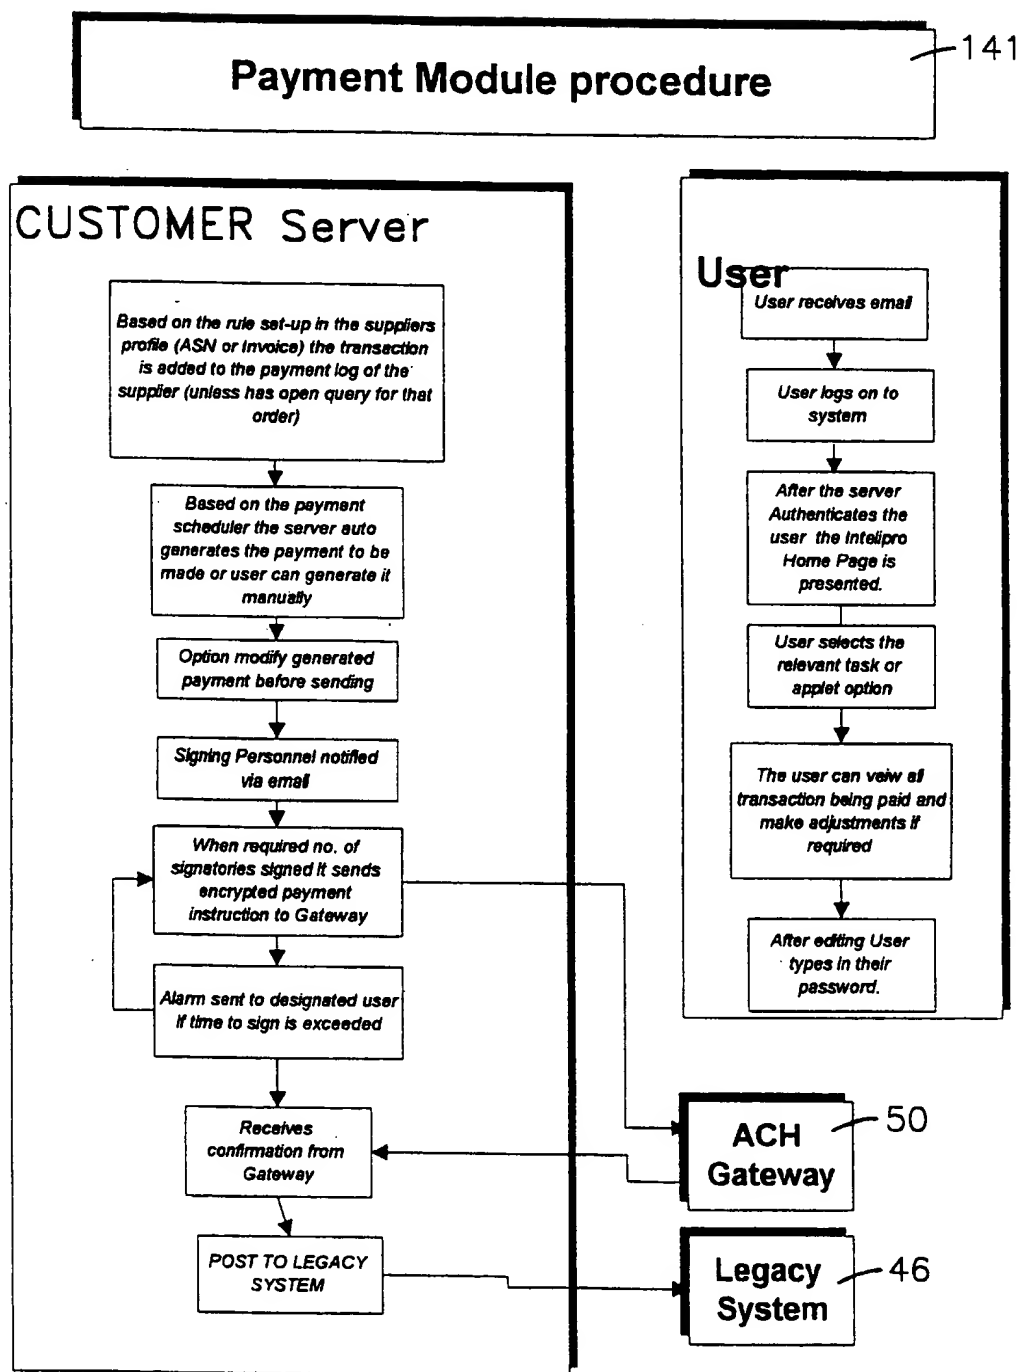 Payment Module procedure
141
CUSTOMER Server
Based on the rule set-up in the suppliers
profile (ASN or Invoice) the transaction
is added to the payment log of the
supplier (unless has open query for that
order)
Based on the payment
scheduler the server auto
generates the payment to be
made or user can generate it
manually
Option modify generated
payment before sending
Signing Personnel notified
via email
When required no. of
signatories signed it sends
encrypted payment
instruction to Gateway
Alarm sent to designated user
if time to sign is exceeded
Receives
confirmation from
Gateway
POST TO LEGACY
SYSTEM
User
User receives email
User logs on to
system
After the server
Authenticates the
user the Intelipro
Home Page is
presented.
User selects the
relevant task or
applet option
The user can veiw all
transaction being paid and
make adjustments if
required
After editing User
types in their
password.
ACH
Gateway
50
Legacy
System
46